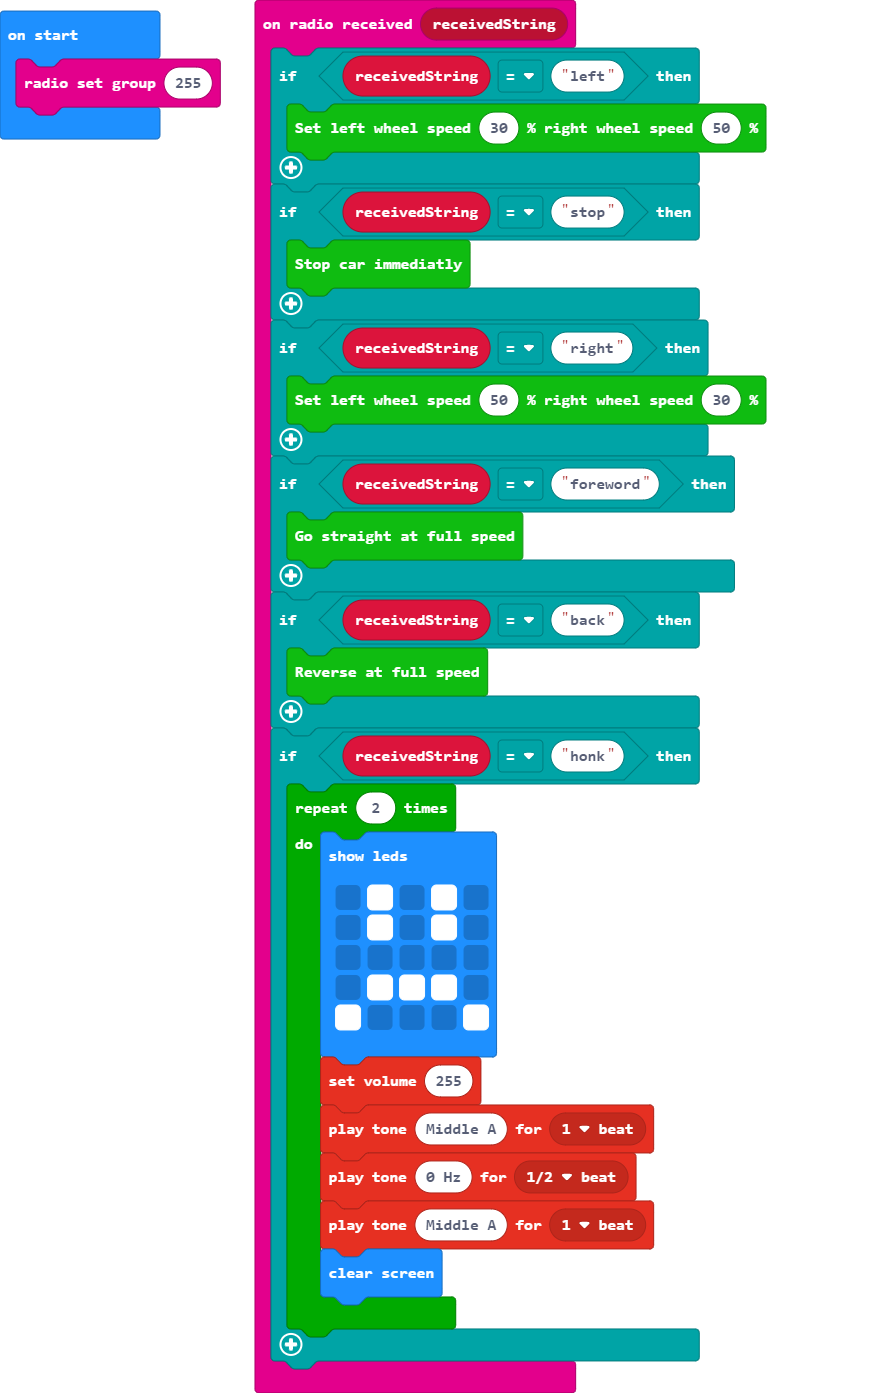 on start
radio set group 255
on radio received receivedString
if receivedString = "left" then
Set left wheel speed 30 % right wheel speed 50 %
if receivedString = "stop" then
Stop car immediatly
if receivedString = "right" then
Set left wheel speed 50 % right wheel speed 30 %
if receivedString = "foreword" then
Go straight at full speed
if receivedString = "back" then
Reverse at full speed
if receivedString = "honk" then
repeat 2 times
do
show leds
set volume 255
play tone Middle A for 1 beat
play tone 0 Hz for 1/2 beat
play tone Middle A for 1 beat
clear screen